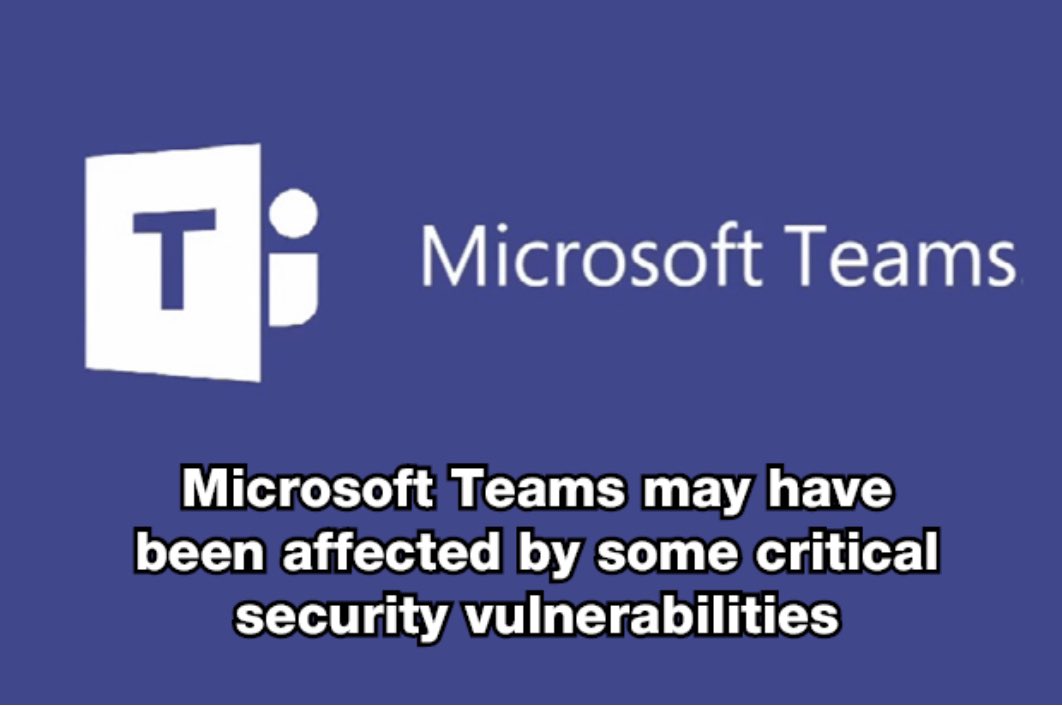 T
Microsoft Teams
Microsoft Teams may have
been affected by some critical
security vulnerabilities